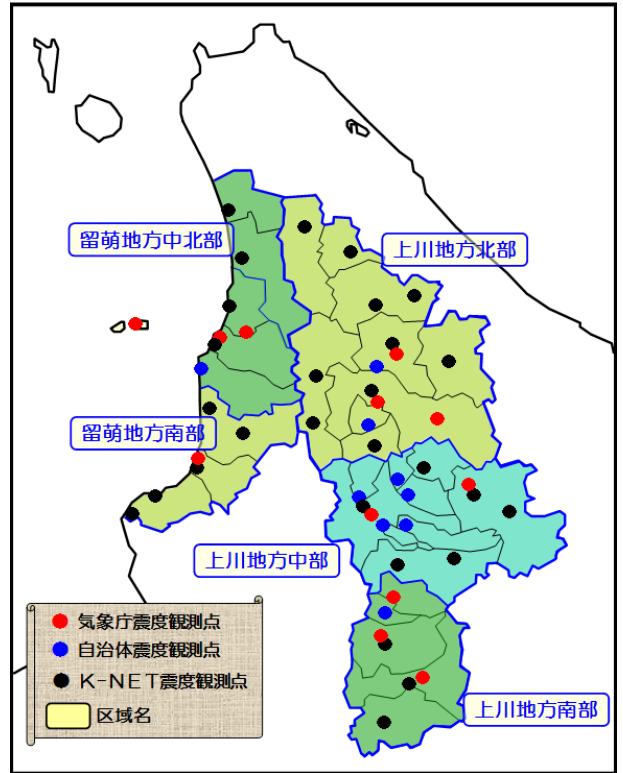 留萌地方中北部
上川地方北部
留萌地方南部
上川地方中部
気象庁震度観測点
自治体震度観測点
K-NET震度観測点
区域名
上川地方南部